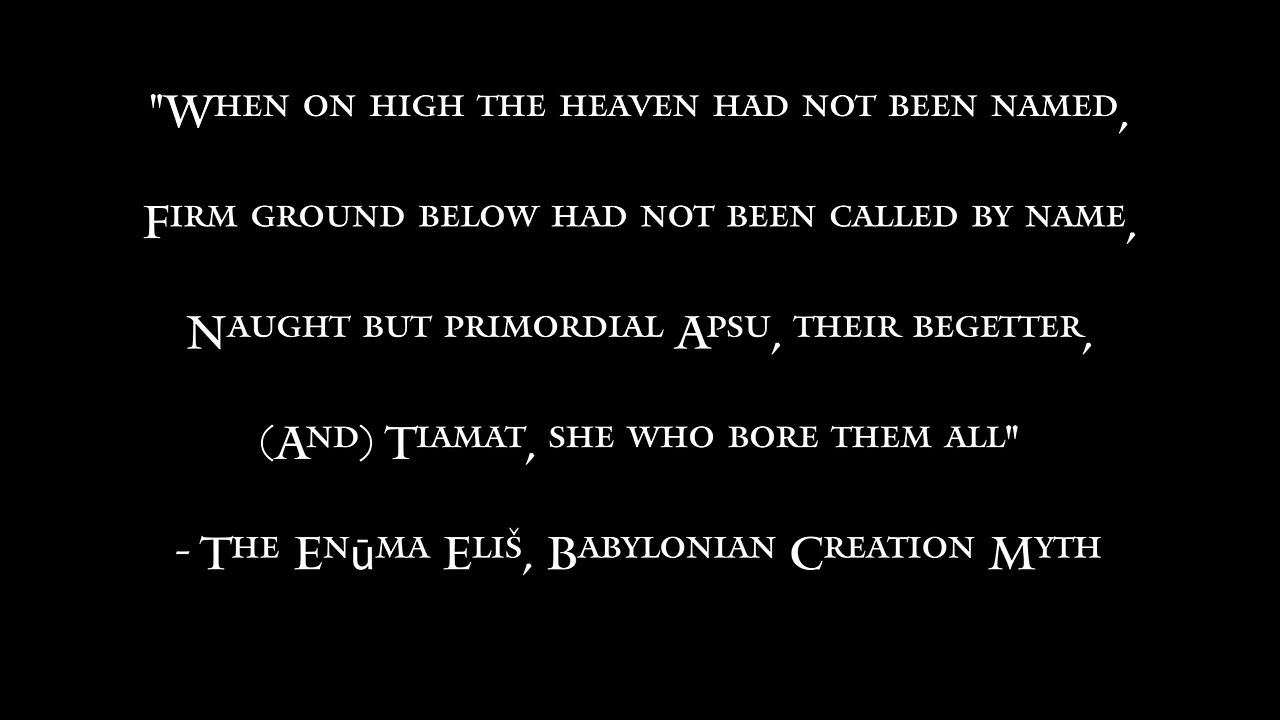 "When on high the heaven had not been named,
Firm ground below had not been called by name,
Naught but primordial Apsu, their begetter,
(And) Tiamat, she who bore them all"
- The Enūma Eliš, Babylonian Creation Myth